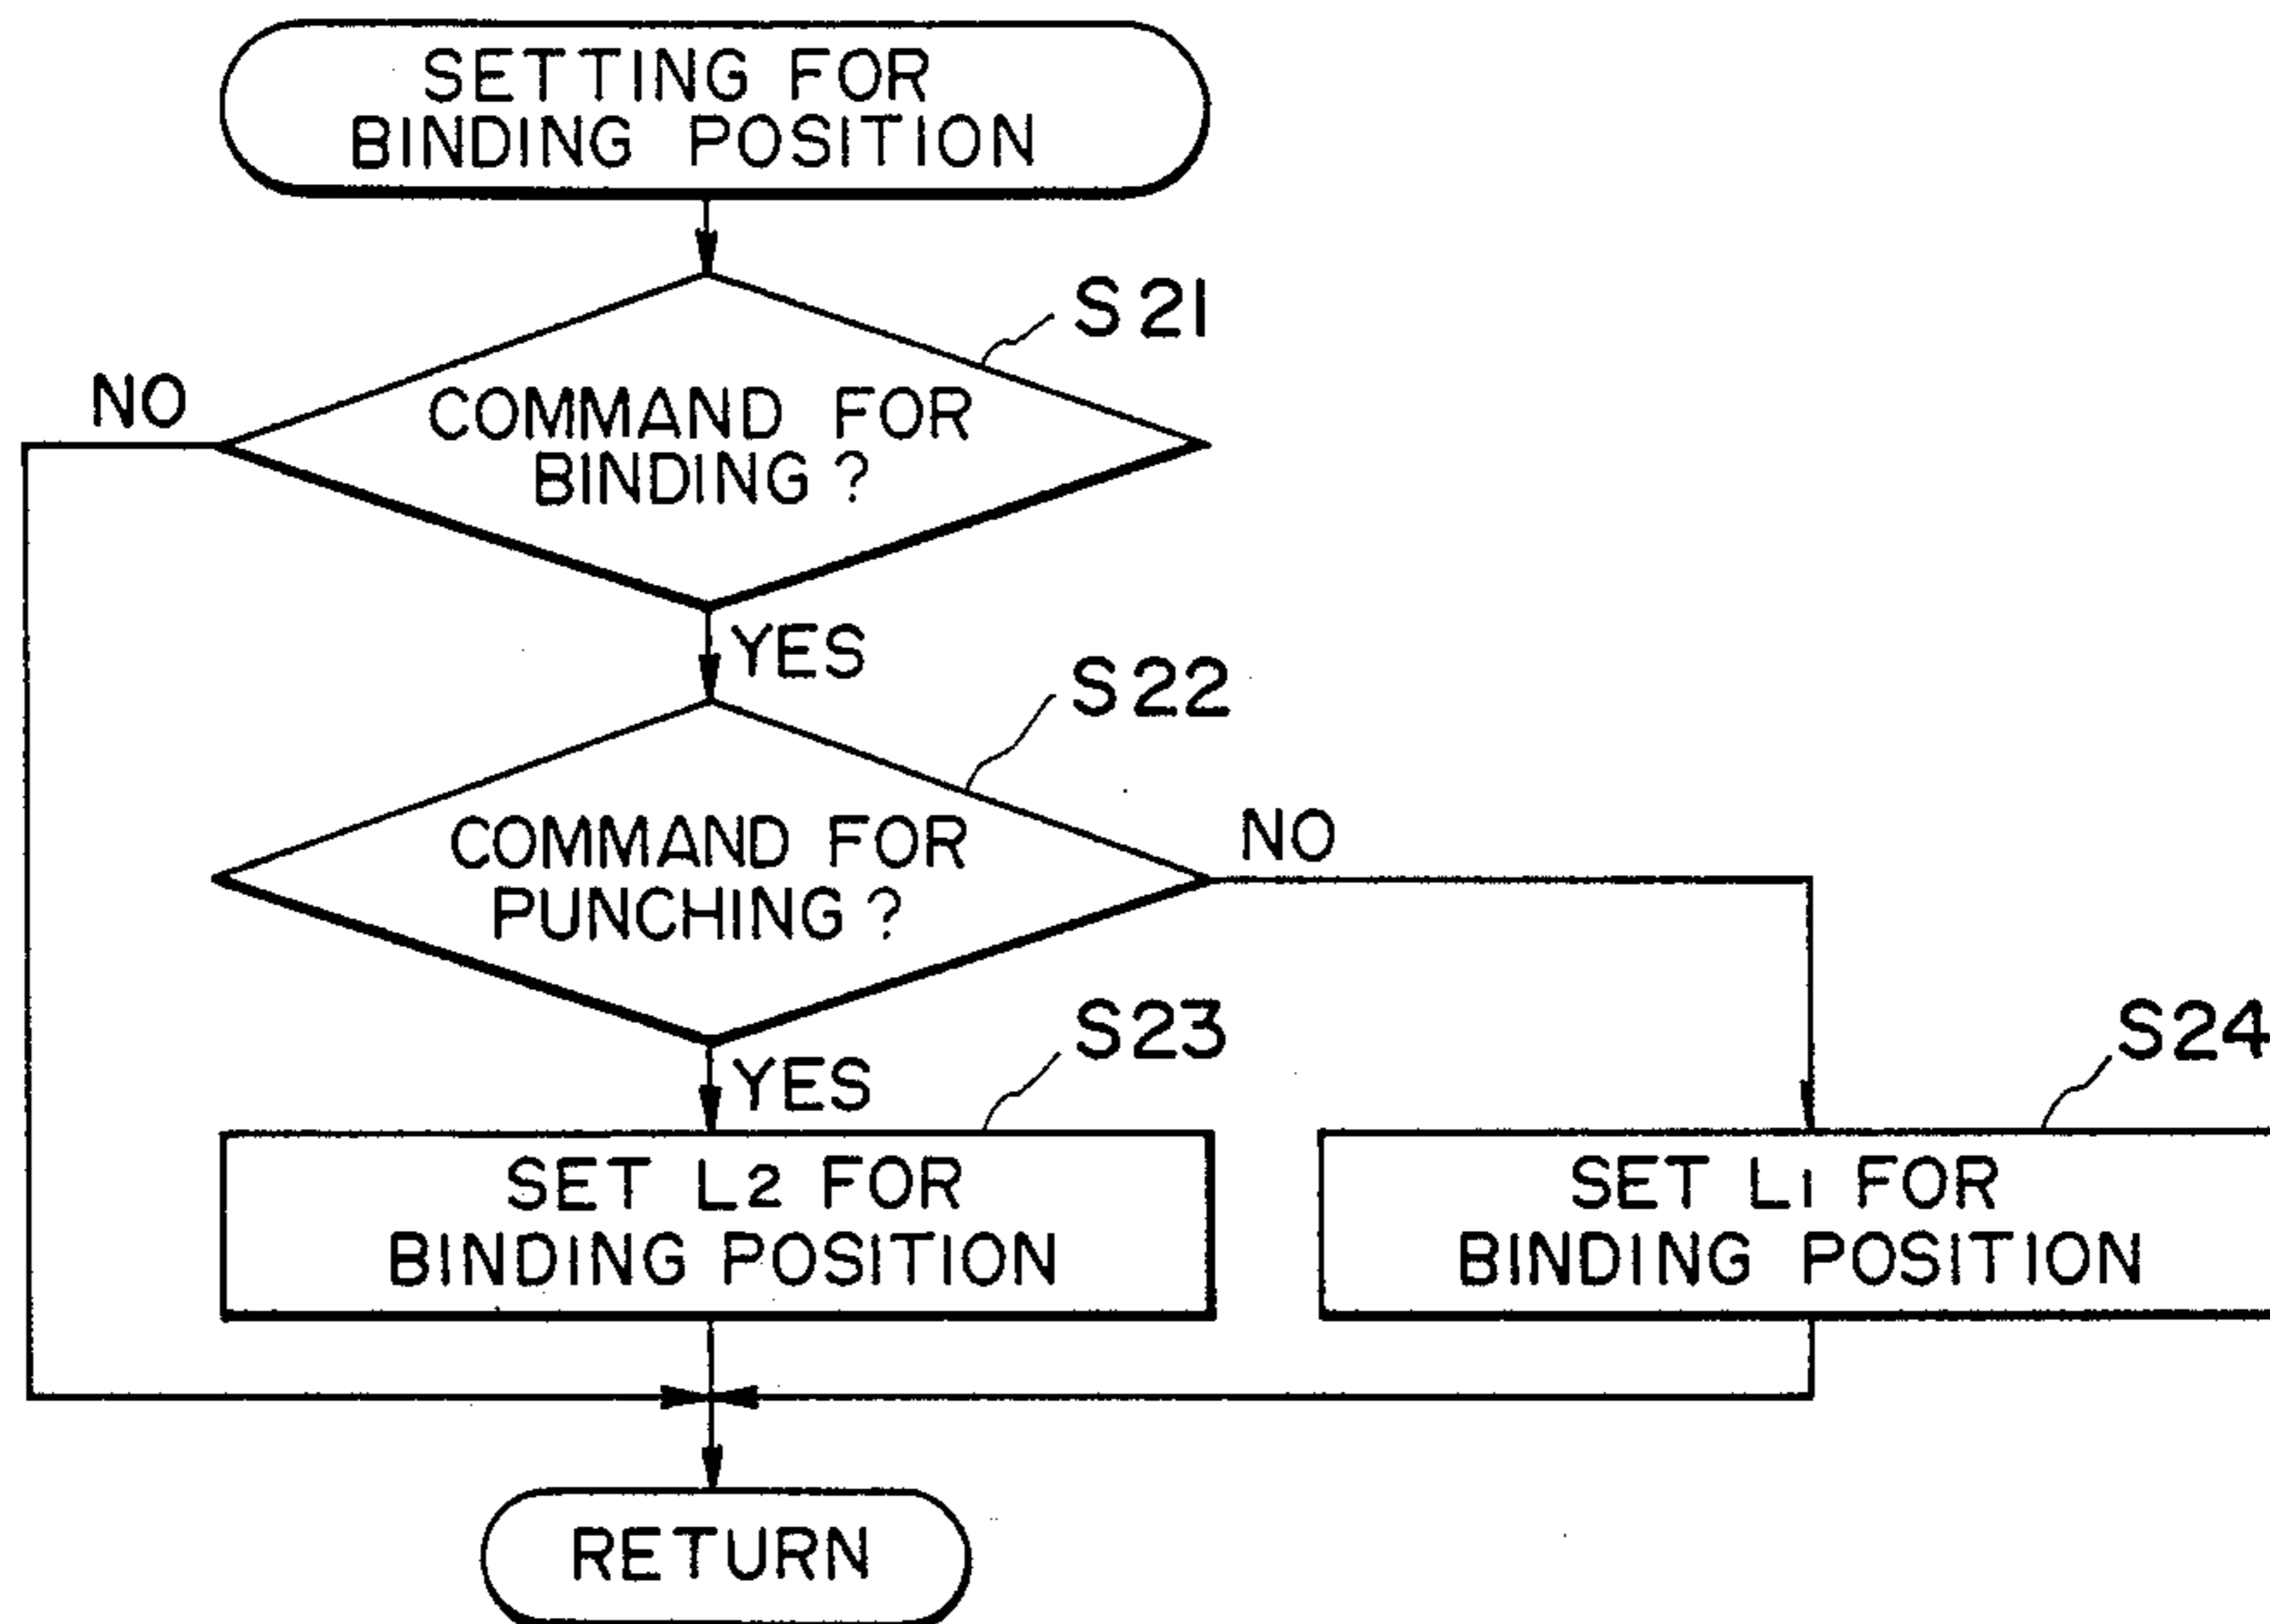 SETTING FOR
BINDING POSITION
S21
NO
COMMAND FOR
BINDING ?
YES
S22
COMMAND FOR
PUNCHING ?
NO
YES
S23
S24
SET L2 FOR
BINDING POSITION
SET L1 FOR
BINDING POSITION
RETURN